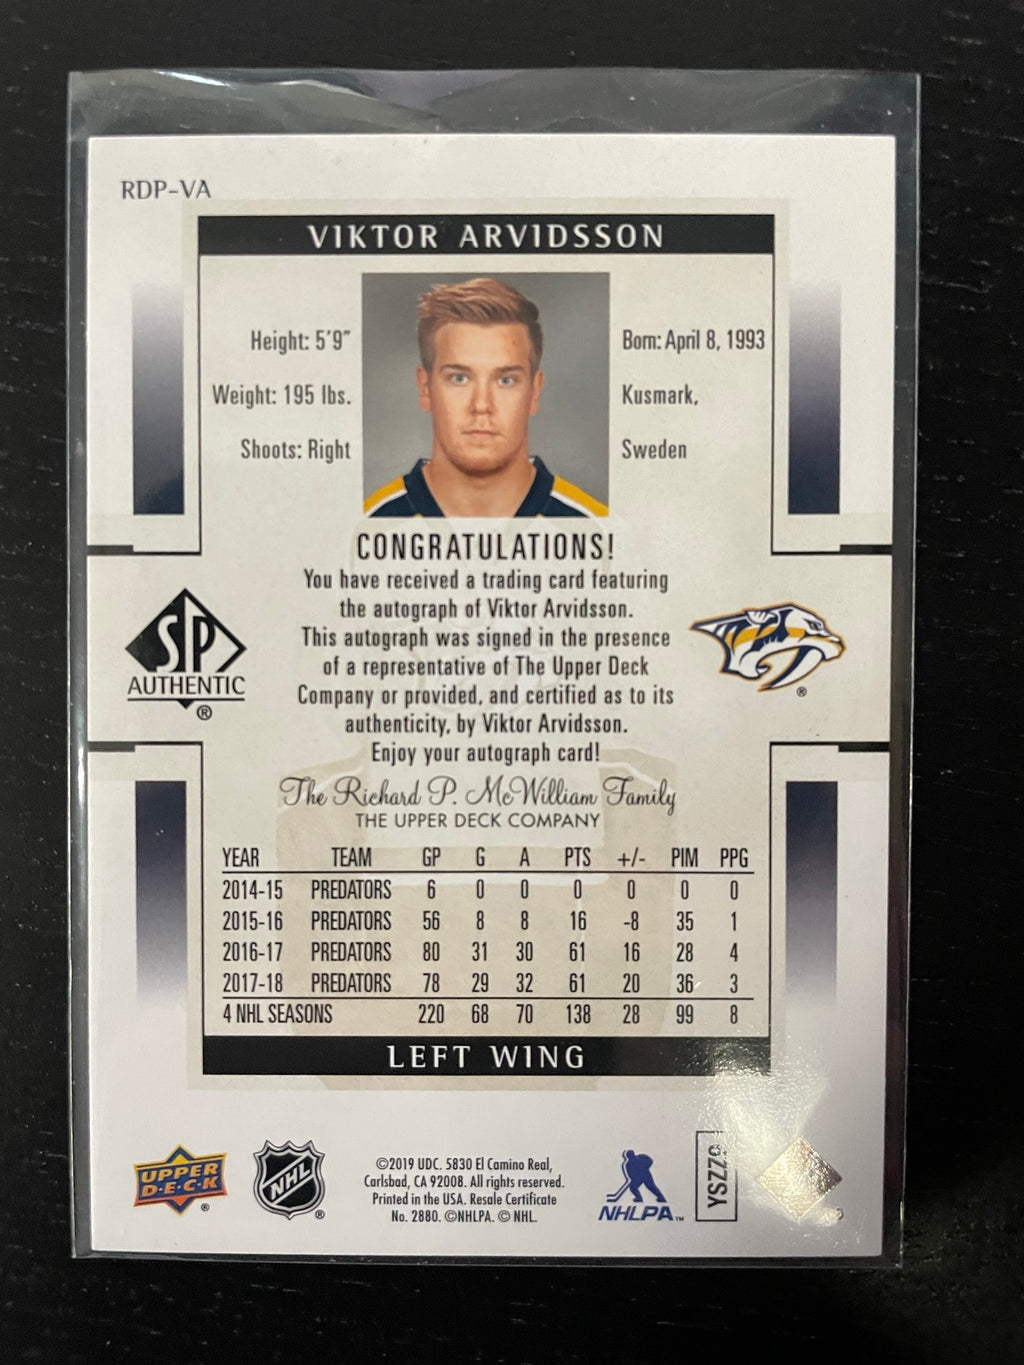 RDP-VA
VIKTOR ARVIDSSON
Height: 5'9"
Weight: 195 lbs.
Shoots: Right
Born: April 8, 1993
Kusmark,
Sweden
CONGRATULATIONS!
You have received a trading card featuring
the autograph of Viktor Arvidsson.
This autograph was signed in the presence
of a representative of The Upper Deck
Company or provided, and certified as to its
authenticity, by Viktor Arvidsson.
Enjoy your autograph card!
The Richard P. McWilliam Family
THE UPPER DECK COMPANY
SP
AUTHENTIC
®
®
YEAR TEAM GP G A PTS +/- PIM PPG
2014-15 PREDATORS 6 0 0 0 0 0 0
2015-16 PREDATORS 56 8 8 16 -8 35 1
2016-17 PREDATORS 80 31 30 61 16 28 4
2017-18 PREDATORS 78 29 32 61 20 36 3
4 NHL SEASONS 220 68 70 138 28 99 8
LEFT WING
UPPER
D·E·C·K
®
NHL
®
©2019 UDC. 5830 El Camino Real,
Carlsbad, CA 92008. All rights reserved.
Printed in the USA. Resale Certificate
No. 2880. ©NHLPA. © NHL.
NHLPA™